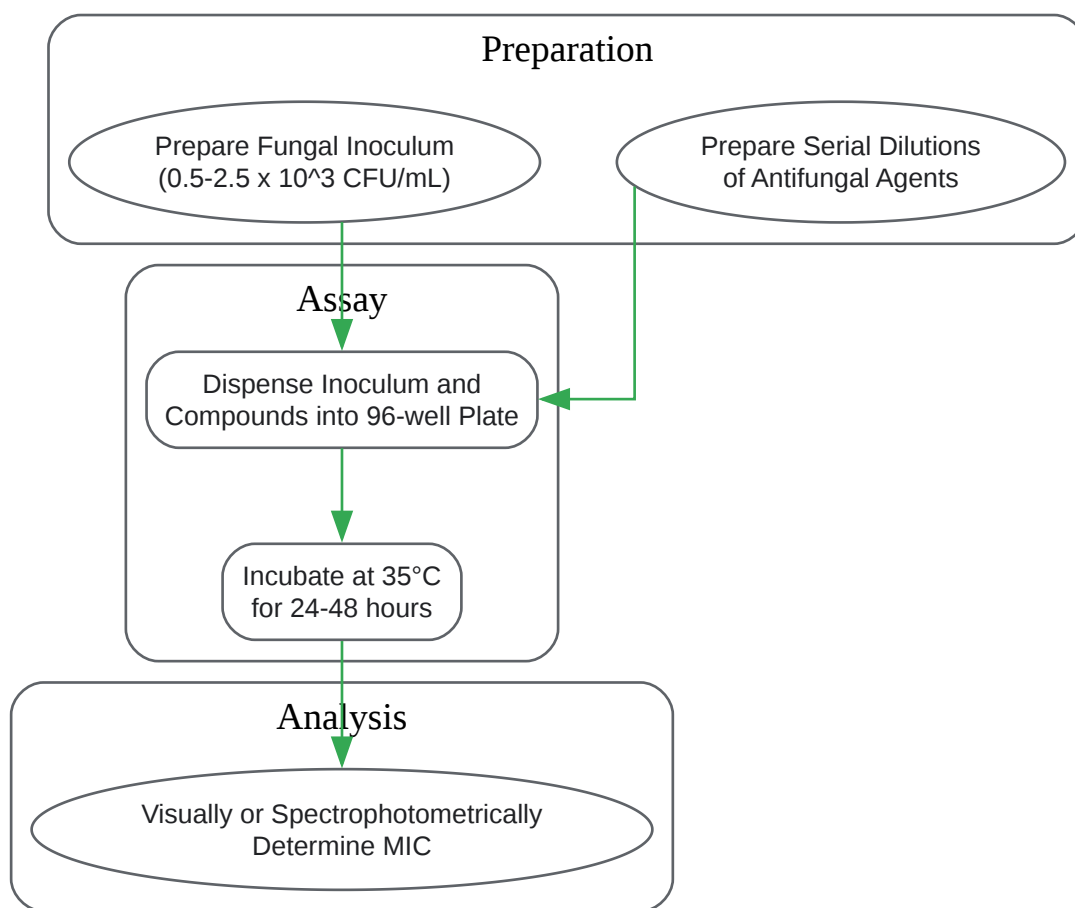 Preparation
Prepare Fungal Inoculum
(0.5-2.5 x 10^3 CFU/mL)
Prepare Serial Dilutions
of Antifungal Agents
Assay
Dispense Inoculum and
Compounds into 96-well Plate
Incubate at 35°C
for 24-48 hours
Analysis
Visually or Spectrophotometrically
Determine MIC